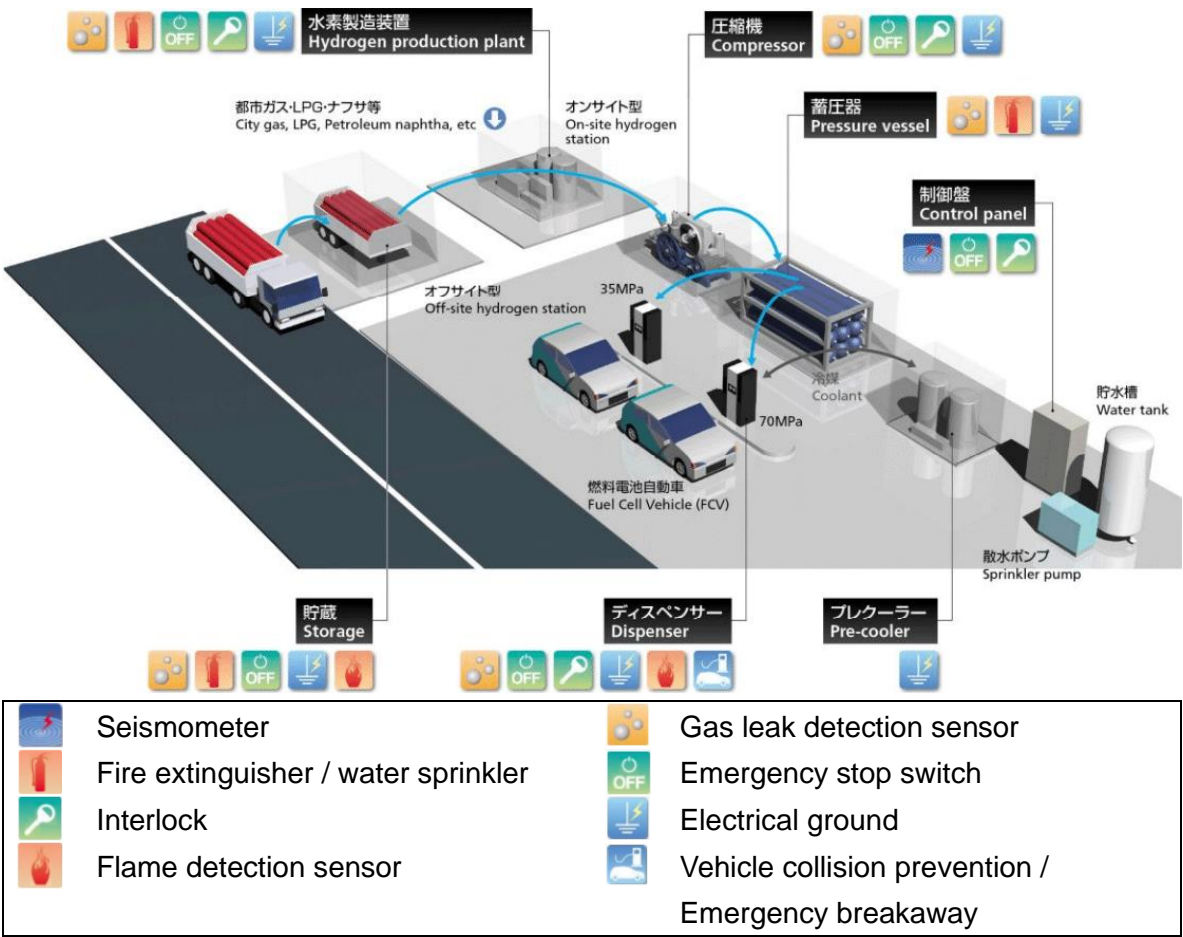 OFF
水素製造装置
Hydrogen production plant
圧縮機
Compressor
OFF
都市ガス・LPG・ナフサ等
City gas, LPG, Petroleum naphtha, etc
オンサイト型
On-site hydrogen
station
蓄圧器
Pressure vessel
制御盤
Control panel
OFF
オフサイト型
Off-site hydrogen station
35MPa
冷媒
Coolant
70MPa
貯水槽
Water tank
燃料電池自動車
Fuel Cell Vehicle (FCV)
散水ポンプ
Sprinkler pump
貯蔵
Storage
OFF
ディスペンサー
Dispenser
OFF
プレクーラー
Pre-cooler
Seismometer
Gas leak detection sensor
Fire extinguisher / water sprinkler
OFF
Emergency stop switch
Interlock
Electrical ground
Flame detection sensor
Vehicle collision prevention /
Emergency breakaway